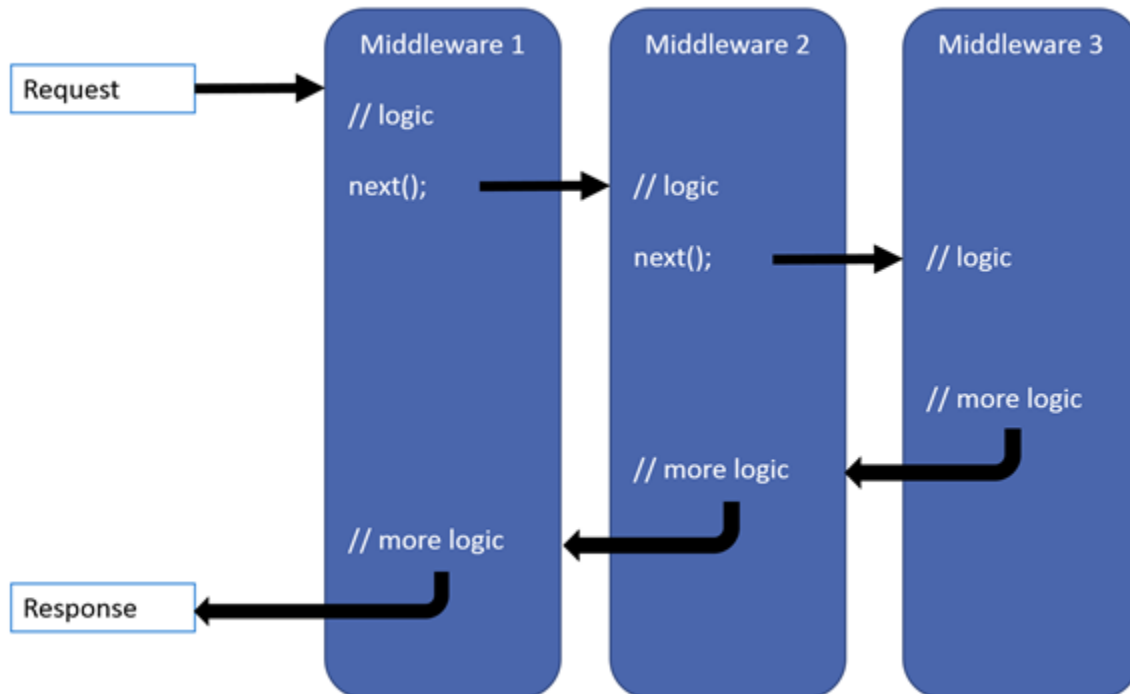 Middleware 1
Middleware 2
Middleware 3
Request
// logic
next();
// logic
next();
// logic
// more logic
// more logic
// more logic
Response